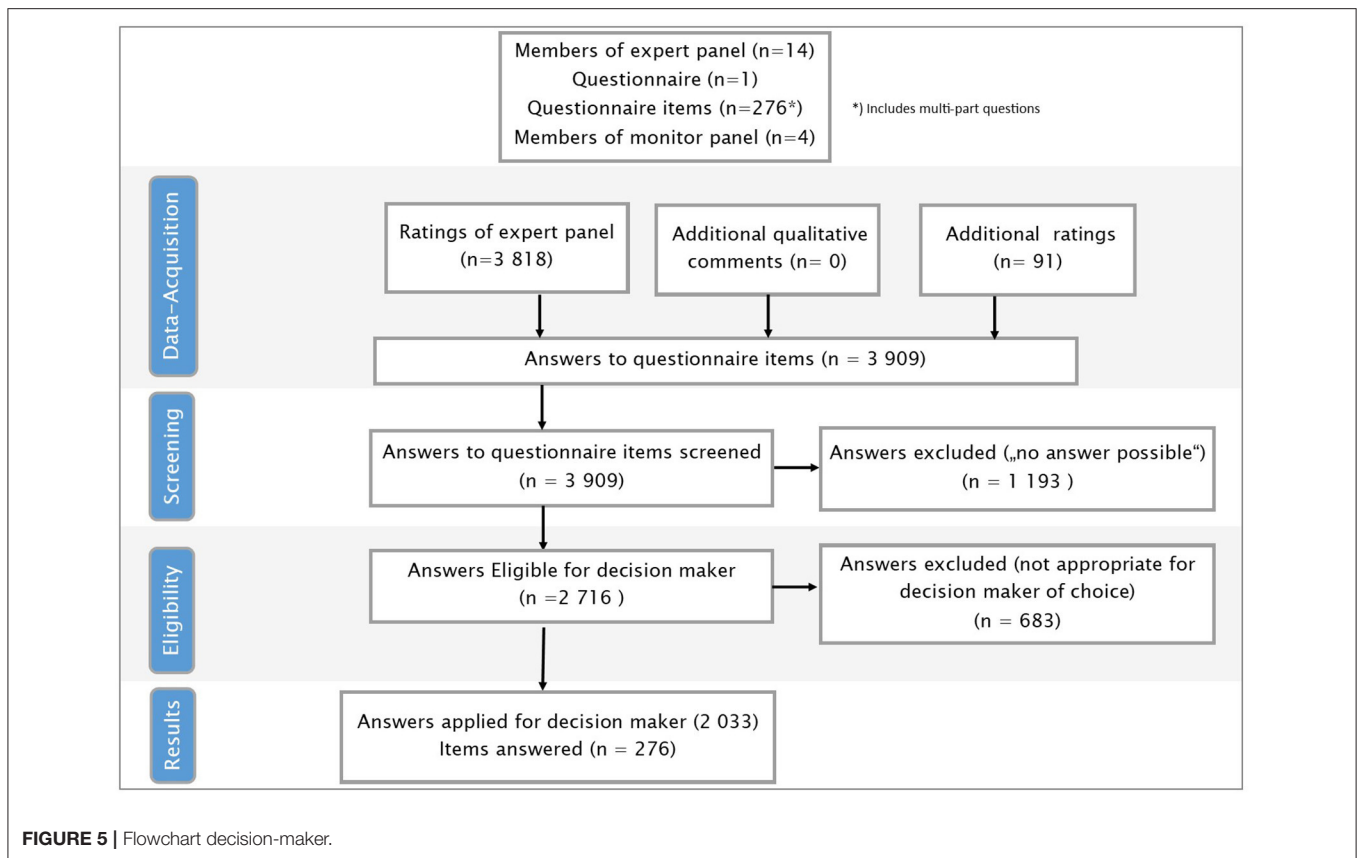 Members of expert panel (n=14)
Questionnaire (n=1)
Questionnaire items (n=276*)
Members of monitor panel (n=4)
*) Includes multi-part questions
Data-Acquisition
Ratings of expert panel
(n=3 818)
Additional qualitative
comments (n= 0)
Additional ratings
(n= 91)
Answers to questionnaire items (n = 3 909)
Screening
Answers to questionnaire items screened
(n = 3 909)
Answers excluded („no answer possible“)
(n = 1 193 )
Eligibility
Answers Eligible for decision maker
(n =2 716 )
Answers excluded (not appropriate for
decision maker of choice)
(n = 683)
Results
Answers applied for decision maker (2 033)
Items answered (n = 276)
FIGURE 5 | Flowchart decision-maker.